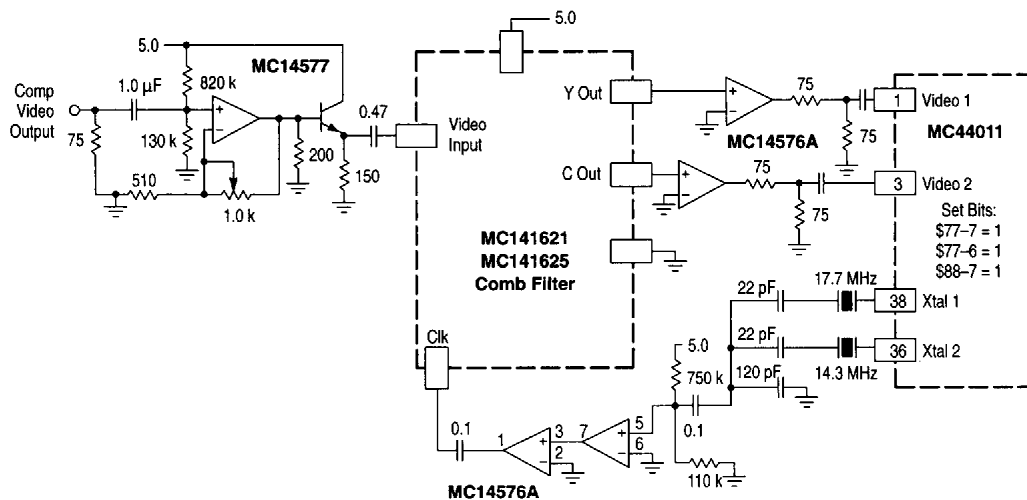 5.0
5.0
MC14577
820 k
1.0 µF
Comp
Video
Output
+
−
75
130 k
200
0.47
150
510
1.0 k
Video
Input
Y Out
C Out
MC141621
MC141625
Comb Filter
Clk
+
−
75
75
MC14576A
1
Video 1
MC44011
+
−
75
75
3
Video 2
Set Bits:
$77–7 = 1
$77–6 = 1
$88–7 = 1
22 pF
17.7 MHz
38
Xtal 1
22 pF
36
Xtal 2
14.3 MHz
120 pF
5.0
750 k
0.1
110 k
0.1
1
3
+
2
−
7
5
+
6
−
MC14576A